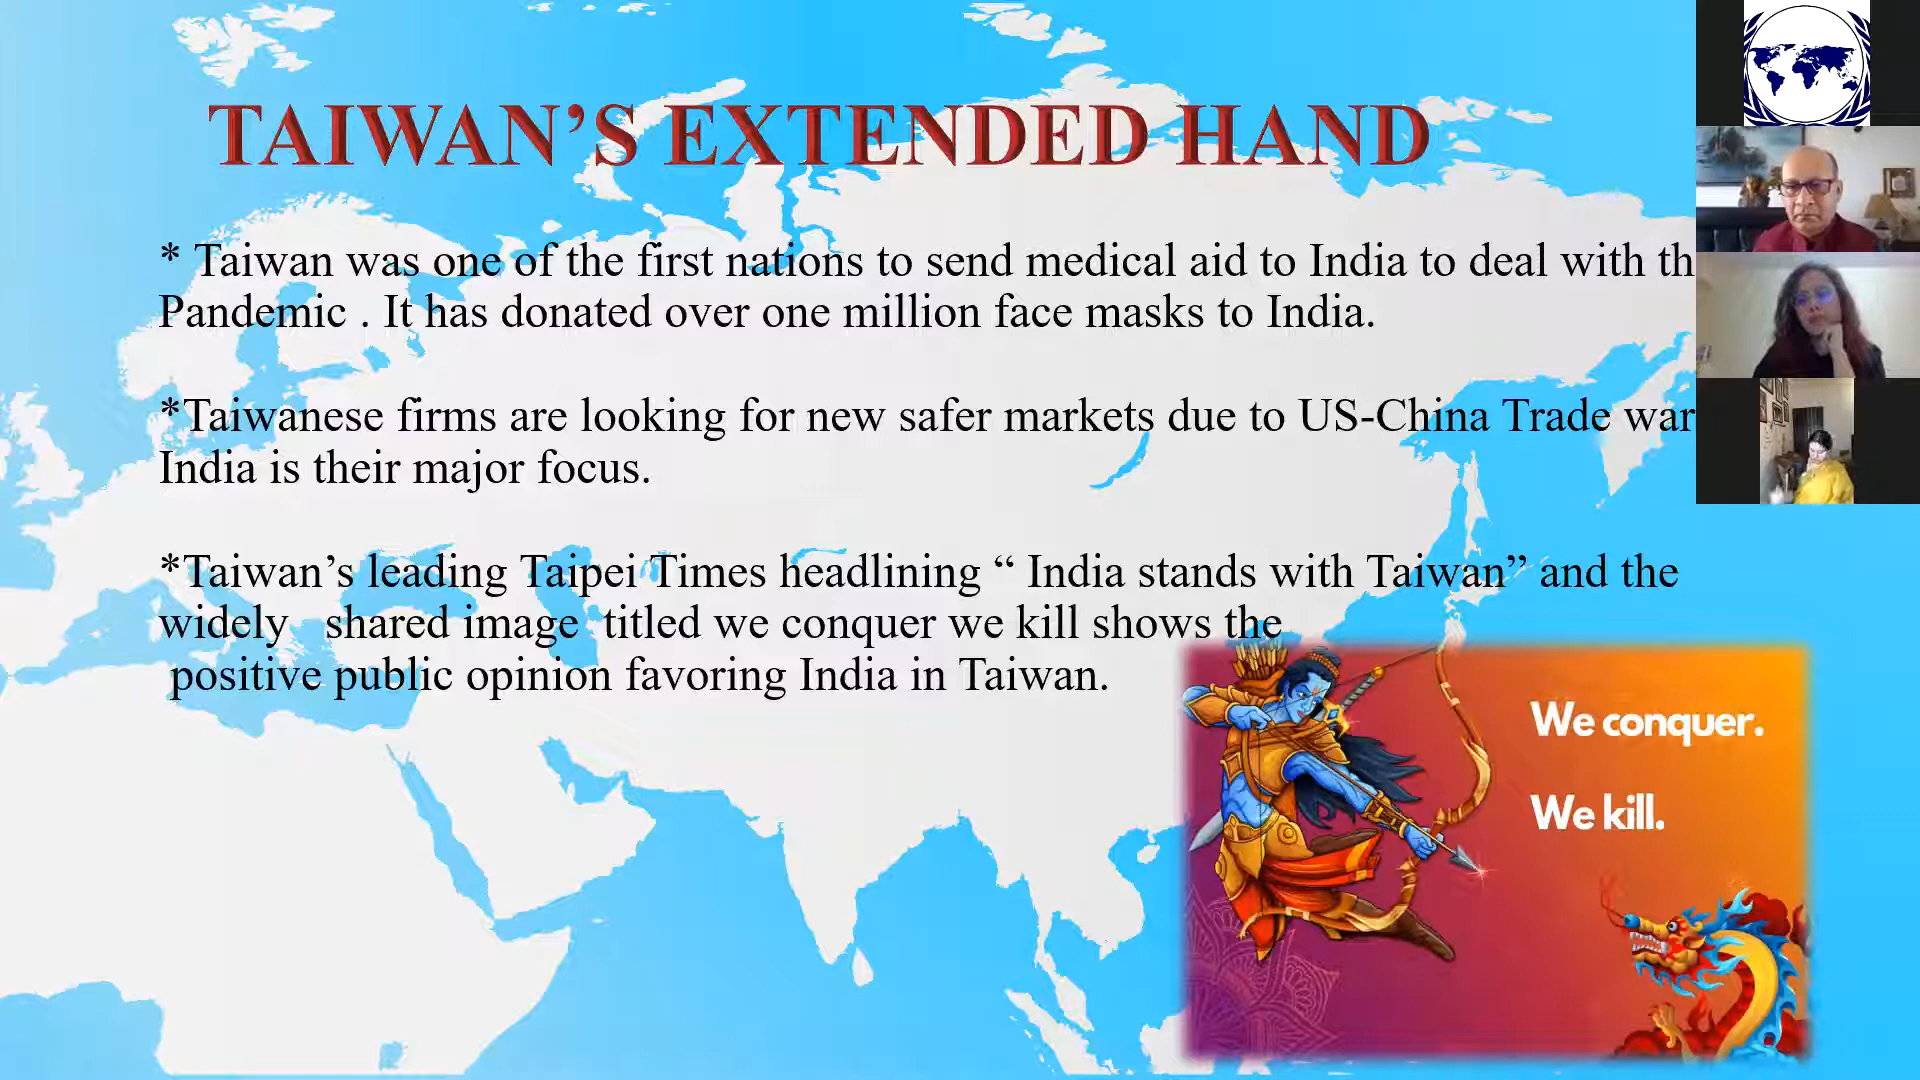 TAIWAN’S EXTENDED HAND
* Taiwan was one of the first nations to send medical aid to India to deal with th
Pandemic . It has donated over one million face masks to India.
*Taiwanese firms are looking for new safer markets due to US-China Trade war
India is their major focus.
*Taiwan’s leading Taipei Times headlining “ India stands with Taiwan” and the
widely shared image titled we conquer we kill shows the
positive public opinion favoring India in Taiwan.
We conquer.
We kill.